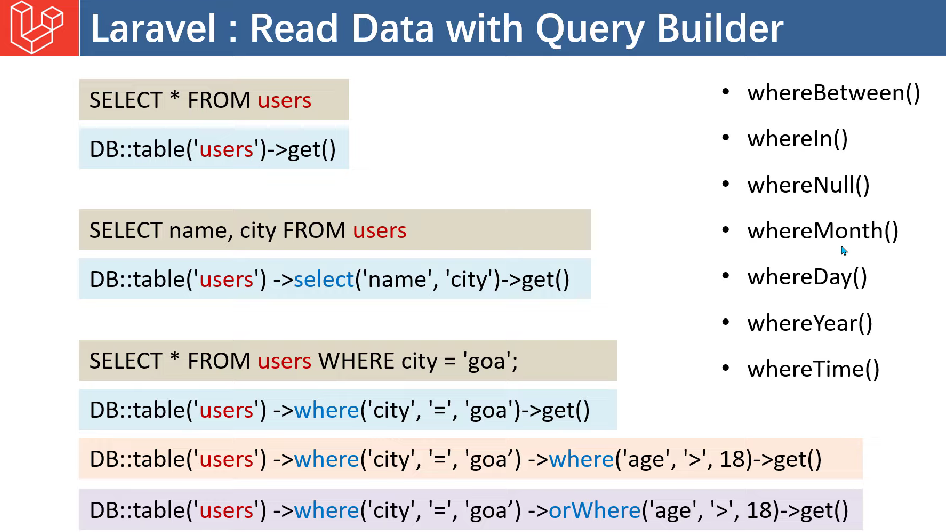 Laravel : Read Data with Query Builder
SELECT * FROM users
DB::table('users')->get()
SELECT name, city FROM users
DB::table('users') ->select('name', 'city')->get()
SELECT * FROM users WHERE city = 'goa';
DB::table('users') ->where('city', '=', 'goa')->get()
DB::table('users') ->where('city', '=', 'goa’) ->where('age', '>', 18)->get()
DB::table('users') ->where('city', '=', 'goa’) ->orWhere('age', '>', 18)->get()
• whereBetween()
• whereIn()
• whereNull()
• whereMonth()
• whereDay()
• whereYear()
• whereTime()